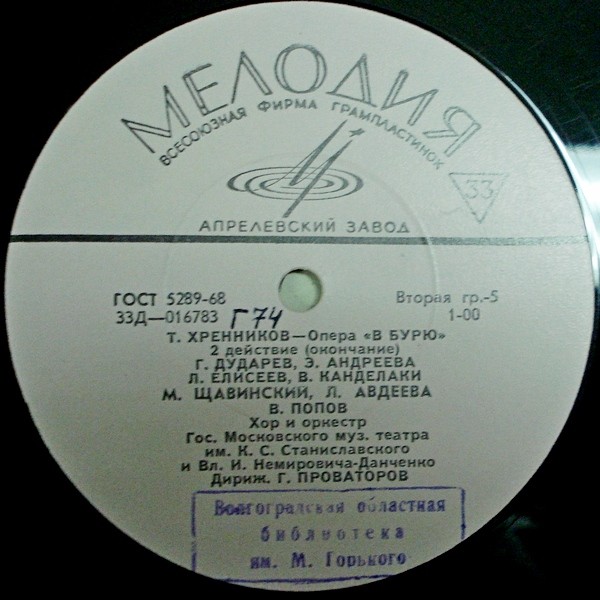 МЕЛОДИЯ
ВСЕСОЮЗНАЯ ФИРМА ГРАМПЛАСТИНОК
33
АПРЕЛЕВСКИЙ ЗАВОД
ГОСТ 5289-68 Вторая гр.-5
33Д—016783 Г74 1-00
Т. ХРЕННИКОВ—Опера «В БУРЮ»
2 действие (окончание)
Г. ДУДАРЕВ, Э. АНДРЕЕВА
Л. ЕЛИСЕЕВ, В. КАНДЕЛАКИ
М. ЩАВИНСКИЙ, Л. АВДЕЕВА
В. ПОПОВ
Хор и оркестр
Гос. Московского муз. театра
им. К. С. Станиславского
и Вл. И. Немировича-Данченко
Дириж. Г. ПРОВАТОРОВ
Волгоградская областная
библиотека
им. М. Горького